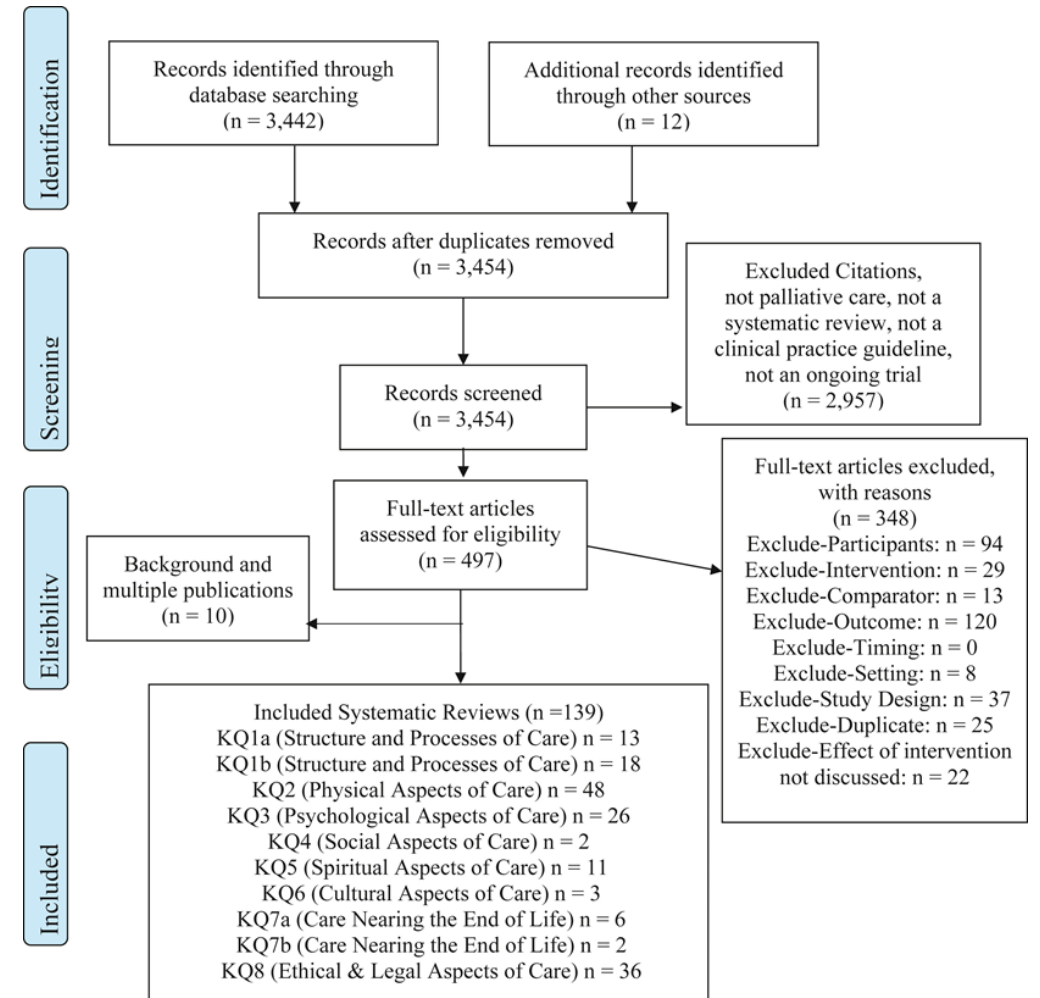 Identification
Records identified through
database searching
(n = 3,442)
Additional records identified
through other sources
(n = 12)
Records after duplicates removed
(n = 3,454)
Screening
Records screened
(n = 3,454)
Excluded Citations,
not palliative care, not a
systematic review, not a
clinical practice guideline,
not an ongoing trial
(n = 2,957)
Eligibility
Full-text articles
assessed for eligibility
(n = 497)
Full-text articles excluded,
with reasons
(n = 348)
Exclude-Participants: n = 94
Exclude-Intervention: n = 29
Exclude-Comparator: n = 13
Exclude-Outcome: n = 120
Exclude-Timing: n = 0
Exclude-Setting: n = 8
Exclude-Study Design: n = 37
Exclude-Duplicate: n = 25
Exclude-Effect of intervention
not discussed: n = 22
Background and
multiple publications
(n = 10)
Included
Included Systematic Reviews (n =139)
KQ1a (Structure and Processes of Care) n = 13
KQ1b (Structure and Processes of Care) n = 18
KQ2 (Physical Aspects of Care) n = 48
KQ3 (Psychological Aspects of Care) n = 26
KQ4 (Social Aspects of Care) n = 2
KQ5 (Spiritual Aspects of Care) n = 11
KQ6 (Cultural Aspects of Care) n = 3
KQ7a (Care Nearing the End of Life) n = 6
KQ7b (Care Nearing the End of Life) n = 2
KQ8 (Ethical & Legal Aspects of Care) n = 36